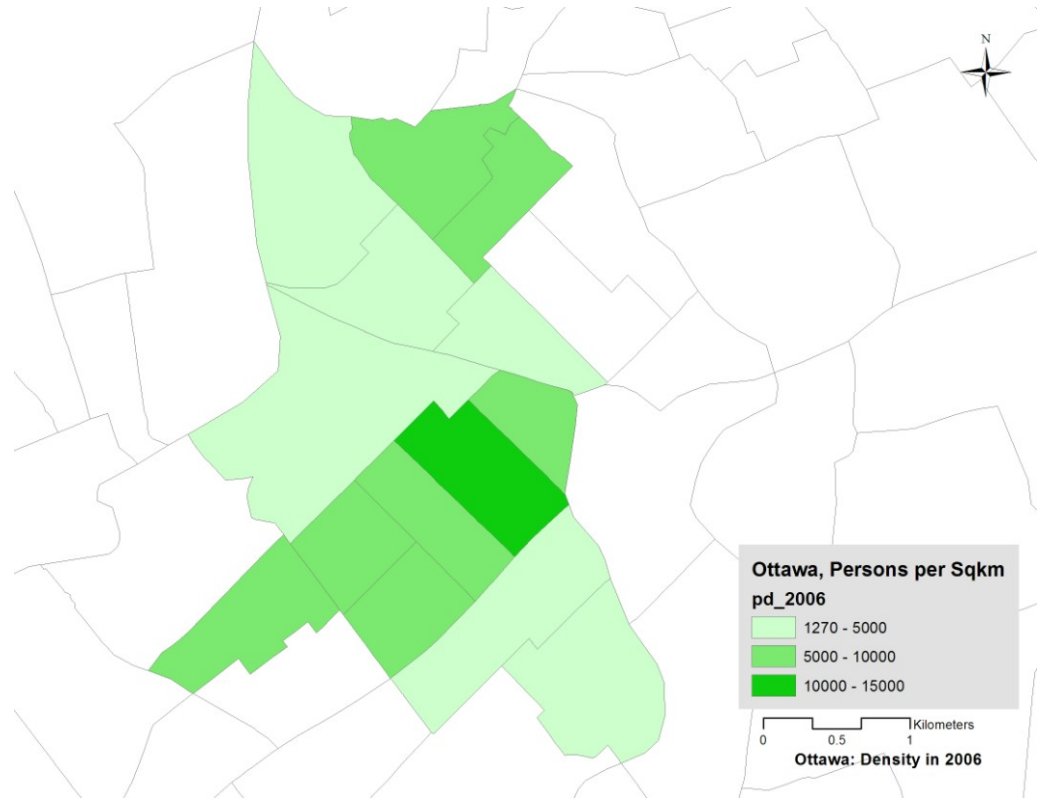 N
Ottawa, Persons per Sqkm
pd_2006
1270 - 5000
5000 - 10000
10000 - 15000
Kilometers
0 0.5 1
Ottawa: Density in 2006